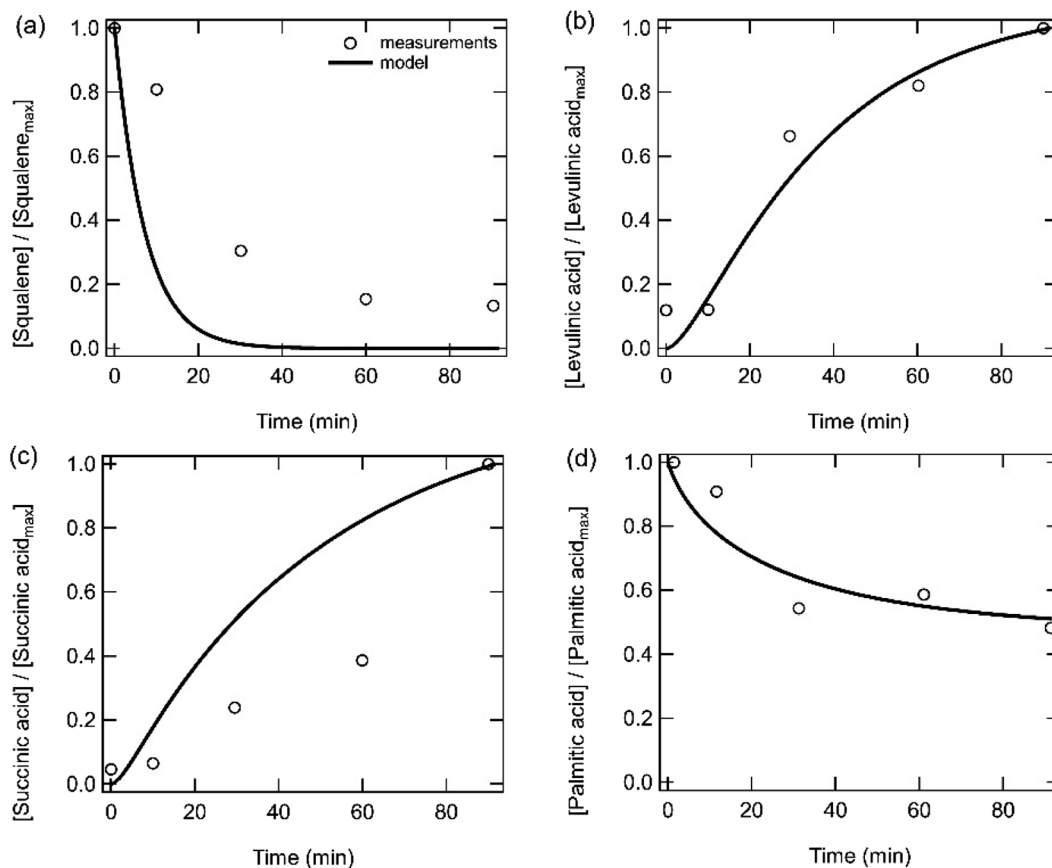 (a)
measurements
model
[Squalene] / [Squalene_max]
1.0
0.8
0.6
0.4
0.2
0.0
0 20 40 60 80
Time (min)
(b)
[Levulinic acid] / [Levulinic acid_max]
1.0
0.8
0.6
0.4
0.2
0.0
0 20 40 60 80
Time (min)
(c)
[Succinic acid] / [Succinic acid_max]
1.0
0.8
0.6
0.4
0.2
0.0
0 20 40 60 80
Time (min)
(d)
[Palmitic acid] / [Palmitic acid_max]
1.0
0.8
0.6
0.4
0.2
0.0
0 20 40 60 80
Time (min)